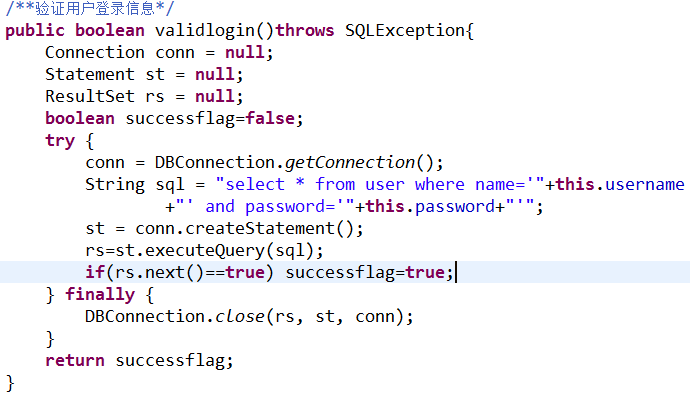 /**验证用户登录信息*/
public boolean validlogin()throws SQLException{
    Connection conn = null;
    Statement st = null;
    ResultSet rs = null;
    boolean successflag=false;
    try {
        conn = DBConnection.getConnection();
        String sql = "select * from user where name='"+this.username
                +"' and password='"+this.password+"'";
        st = conn.createStatement();
        rs=st.executeQuery(sql);
        if(rs.next()==true) successflag=true;
    } finally {
        DBConnection.close(rs, st, conn);
    }
    return successflag;
}